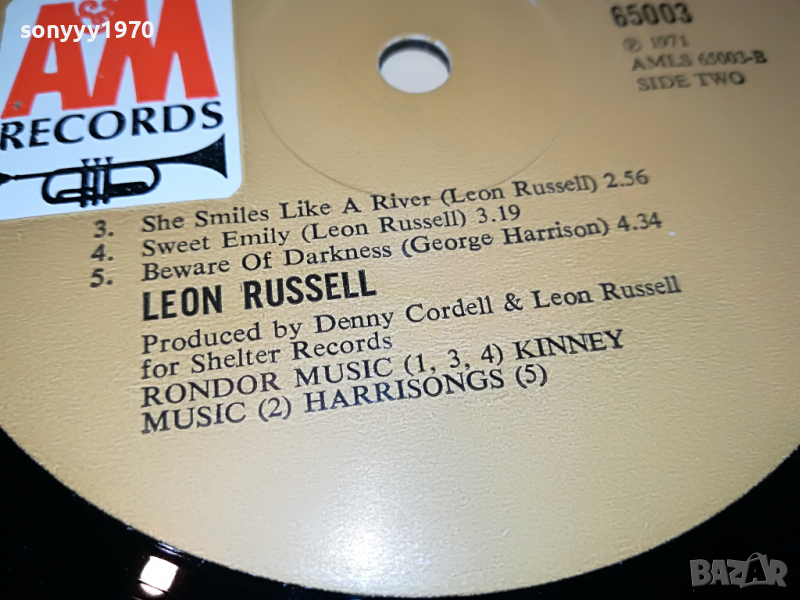 sonyyy1970
A&M
RECORDS
65003
℗ 1971
AMLS 65003-B
SIDE TWO
3. She Smiles Like A River (Leon Russell) 2.56
4. Sweet Emily (Leon Russell) 3.19
5. Beware Of Darkness (George Harrison) 4.34
LEON RUSSELL
Produced by Denny Cordell & Leon Russell
for Shelter Records
RONDOR MUSIC (1, 3, 4) KINNEY
MUSIC (2) HARRISONGS (5)
BAZAR
bazar.bg